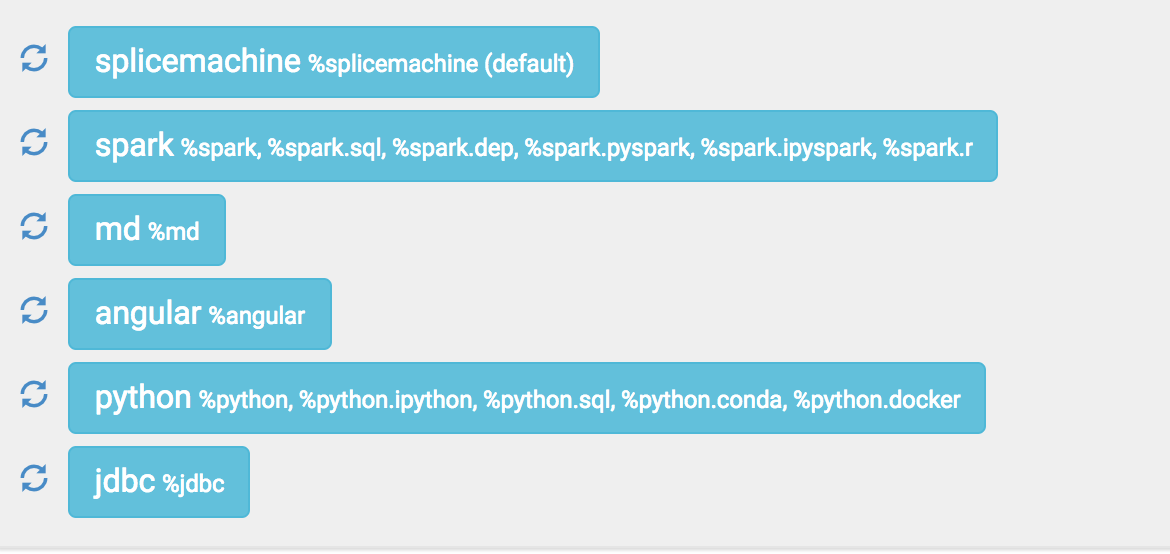 splicemachine %splicemachine (default)
spark %spark, %spark.sql, %spark.dep, %spark.pyspark, %spark.ipyspark, %spark.r
md %md
angular %angular
python %python, %python.ipython, %python.sql, %python.conda, %python.docker
jdbc %jdbc